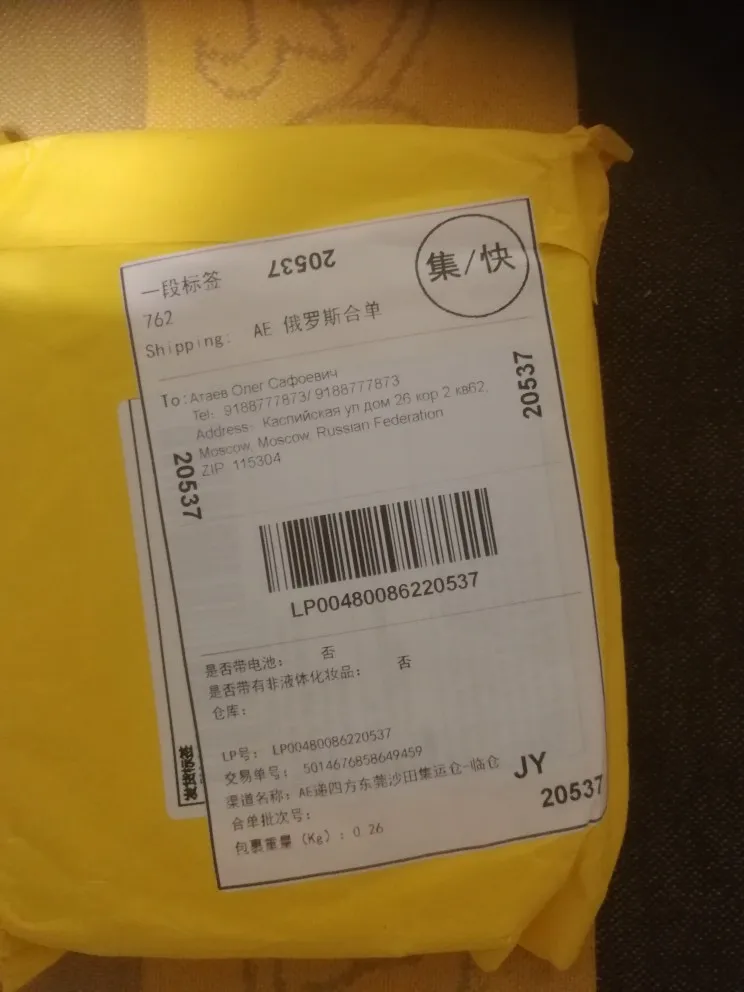 一段标签
20537
集/快
762
Shipping: AE 俄罗斯合单
To:Атаев Олег Сафоевич
Tel: 9188777873/ 9188777873
Address: Каспийская ул дом 26 кор 2 кв62,
Moscow, Moscow, Russian Federation
ZIP 115304
20537
20537
LP00480086220537
是否带电池: 否
是否带有非液体化妆品: 否
仓库:
LP号: LP00480086220537
交易单号: 5014676858649459
渠道名称: AE递四方东莞沙田集运仓-临仓
JY
合单批次号:
20537
包裹重量 (Kg) : 0.26
发货标签